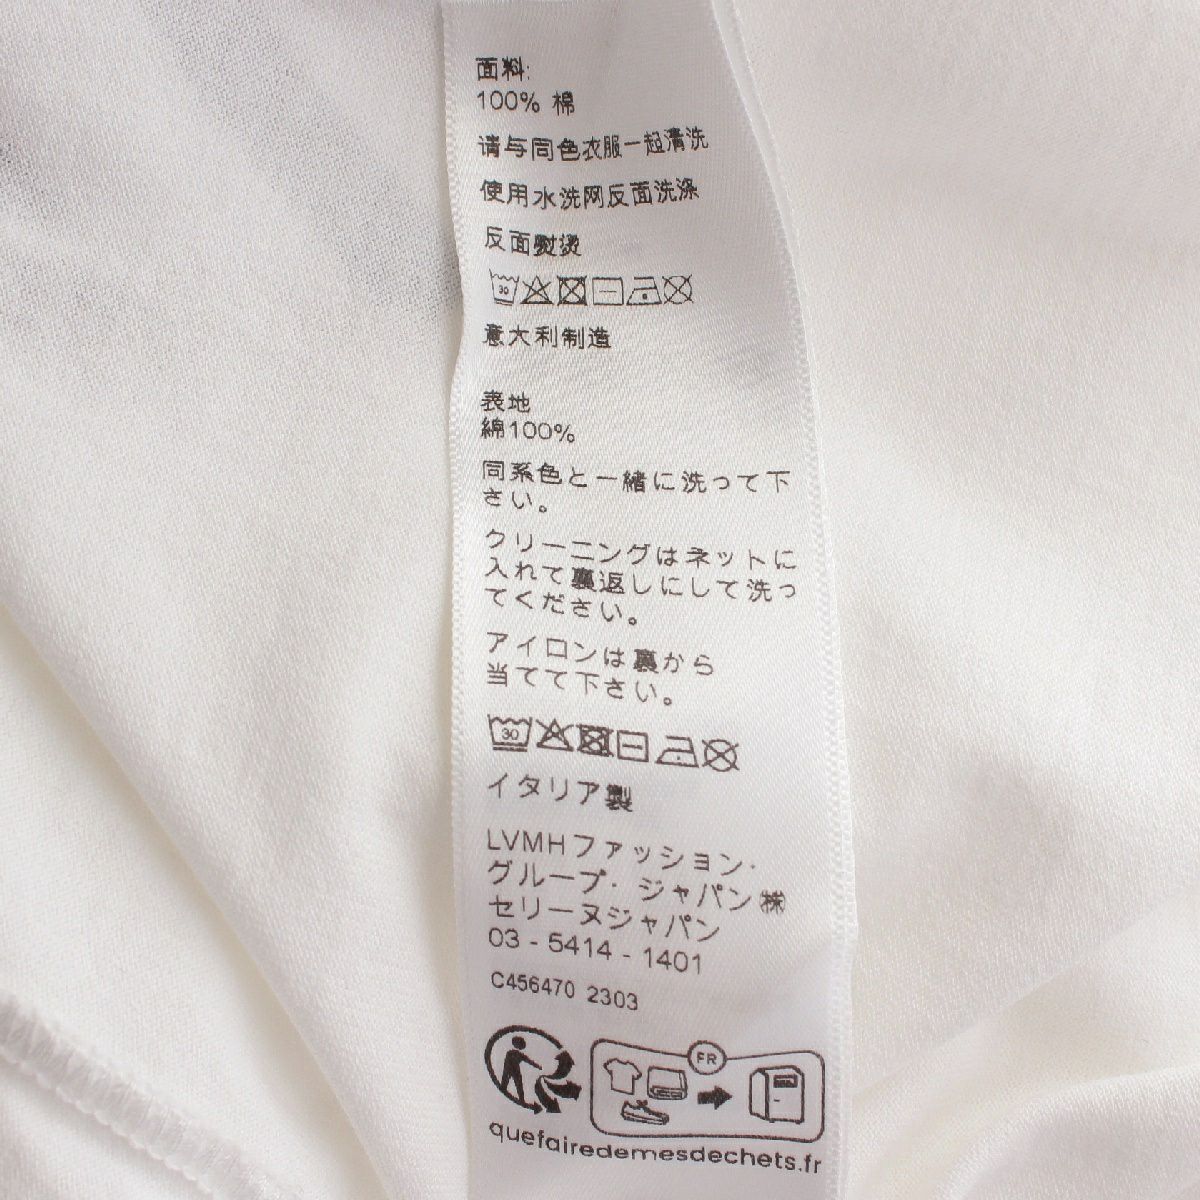 面料:
100% 棉
请与同色衣服一起清洗
使用水洗网反面洗涤
反面熨烫
30
意大利制造
表地
綿100%
同系色と一緒に洗って下
さい。
クリーニングはネットに
入れて裏返しにして洗っ
てください。
アイロンは裏から
当てて下さい。
30
イタリア製
LVMHファッション・
グループ・ジャパン㈱
セリーヌジャパン
03 - 5414 - 1401
C456470 2303
FR
quefairedemesdechets.fr